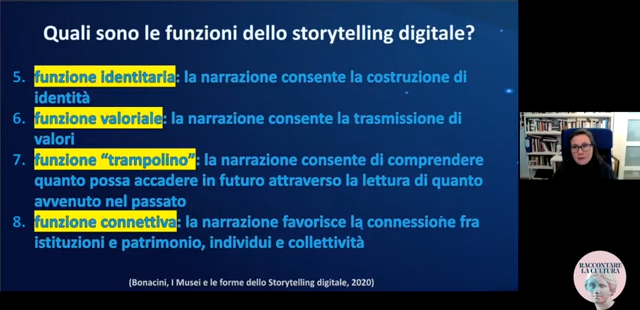 Quali sono le funzioni dello storytelling digitale?
5. funzione identitaria: la narrazione consente la costruzione di
identità
6. funzione valoriale: la narrazione consente la trasmissione di
valori
7. funzione “trampolino”: la narrazione consente di comprendere
quanto possa accadere in futuro attraverso la lettura di quanto
avvenuto nel passato
8. funzione connettiva: la narrazione favorisce la connessione fra
istituzioni e patrimonio, individui e collettività
(Bonacini, I Musei e le forme dello Storytelling digitale, 2020)
RACCONTARE
LA CULTURA